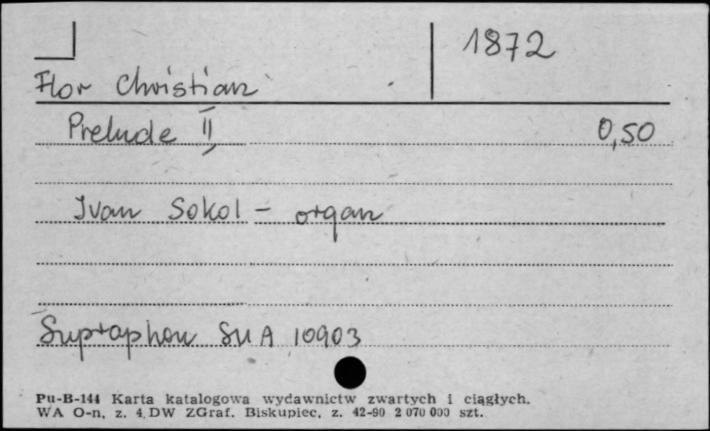 1872
Flor Christian
Prelude II 0,50
Ivan Sokol - organ
Supraphon SUA 10903
Pu-B-144 Karta katalogowa wydawnictw zwartych i ciągłych.
WA O-n, z. 4. DW ZGraf. Biskupiec, z. 42-90 2 070 000 szt.